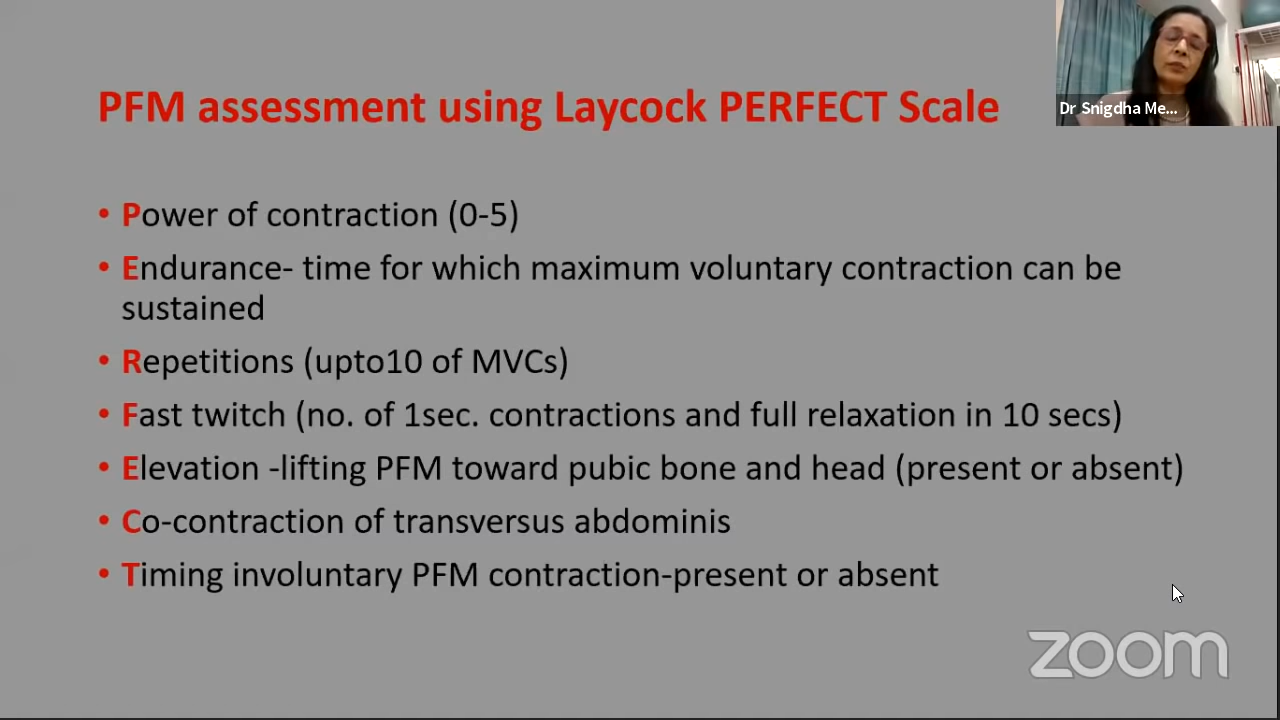 PFM assessment using Laycock PERFECT Scale
Dr Snigdha Me...
• Power of contraction (0-5)
• Endurance- time for which maximum voluntary contraction can be
sustained
• Repetitions (upto10 of MVCs)
• Fast twitch (no. of 1sec. contractions and full relaxation in 10 secs)
• Elevation -lifting PFM toward pubic bone and head (present or absent)
• Co-contraction of transversus abdominis
• Timing involuntary PFM contraction-present or absent
zoom